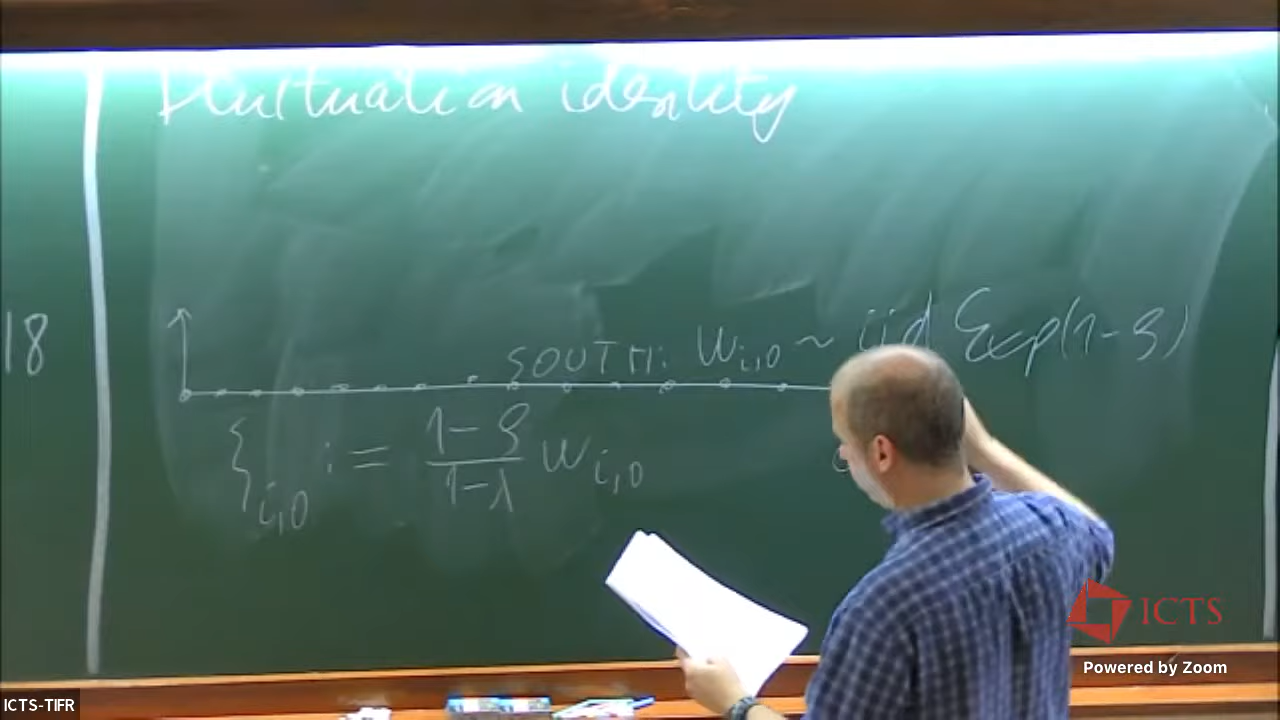 Fluctuation identity
18
SOUTH: W_{i,0} ~ iid Exp(1-ϱ)
ξ_{i,0} := \frac{1-ϱ}{1-λ} W_{i,0}
ICTS
Powered by Zoom
ICTS-TIFR